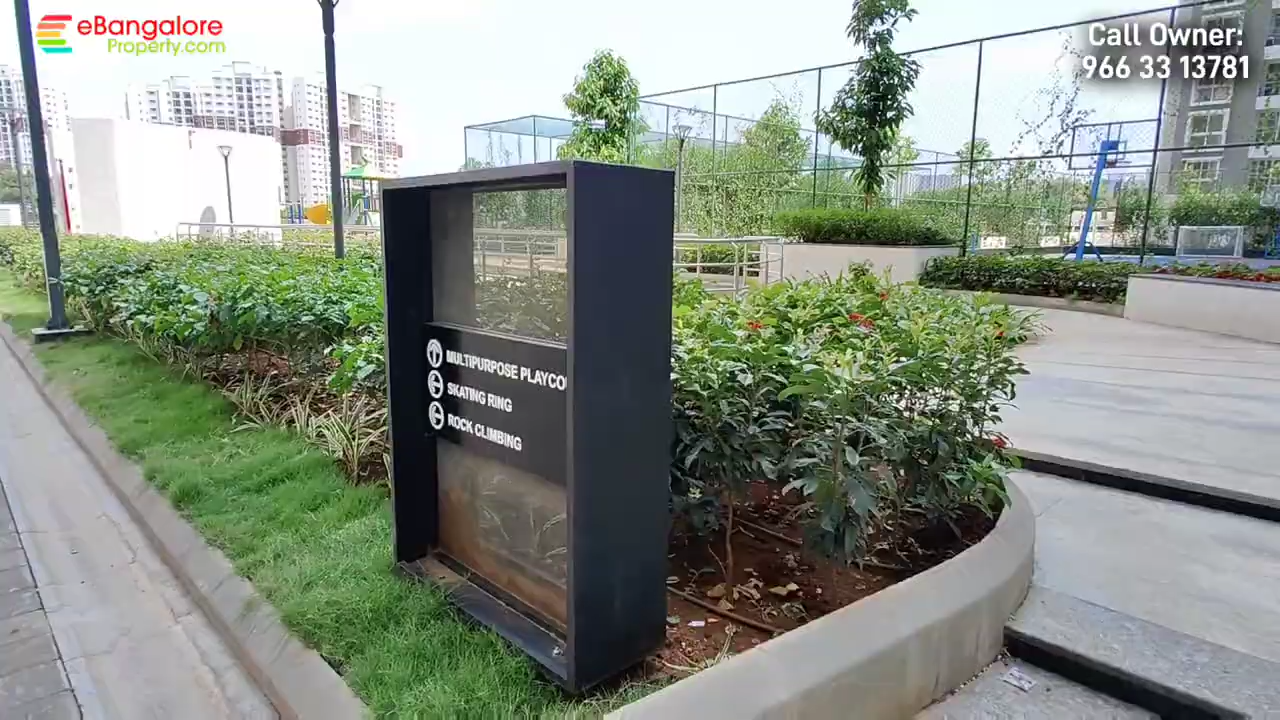 eBangalore
Property.com
Call Owner:
966 33 13781
MULTIPURPOSE PLAYCO
SKATING RING
ROCK CLIMBING